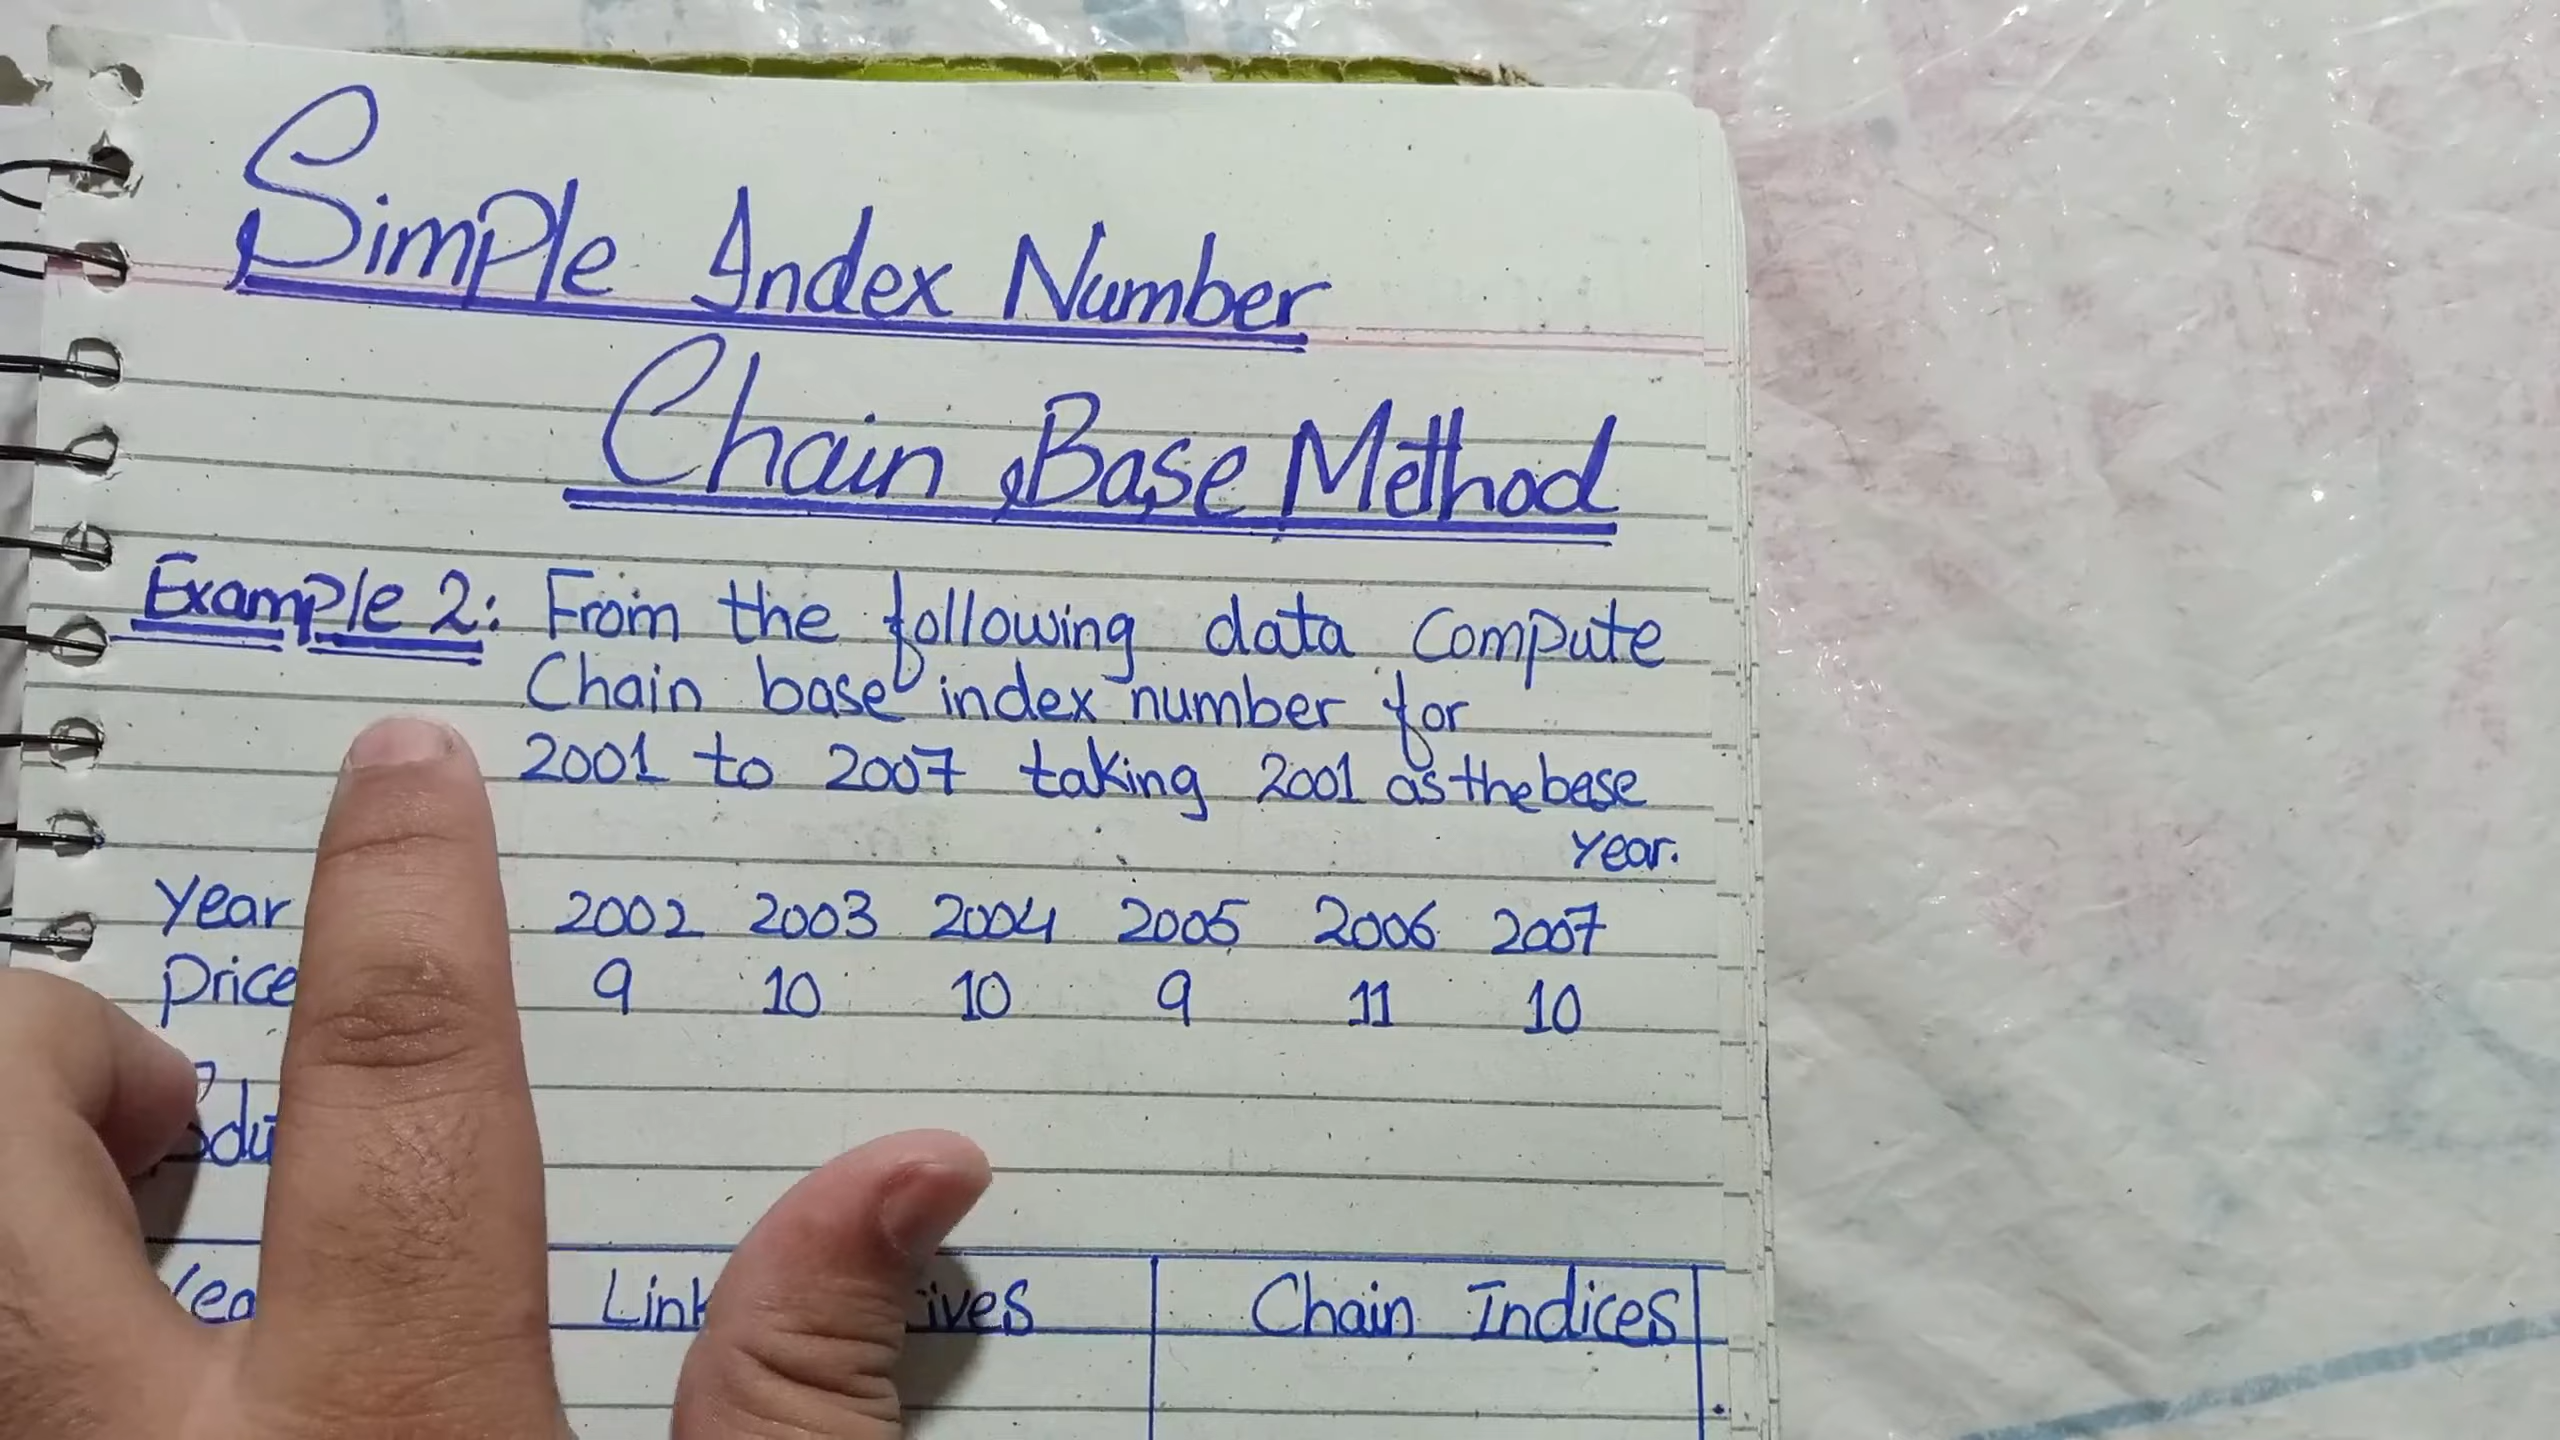 Simple Index Number
Chain Base Method
Example 2: From the following data compute
Chain base index number for
2001 to 2007 taking 2001 as the base
year.
Year 2002 2003 2004 2005 2006 2007
Price 9 10 10 9 11 10
Chain Indices